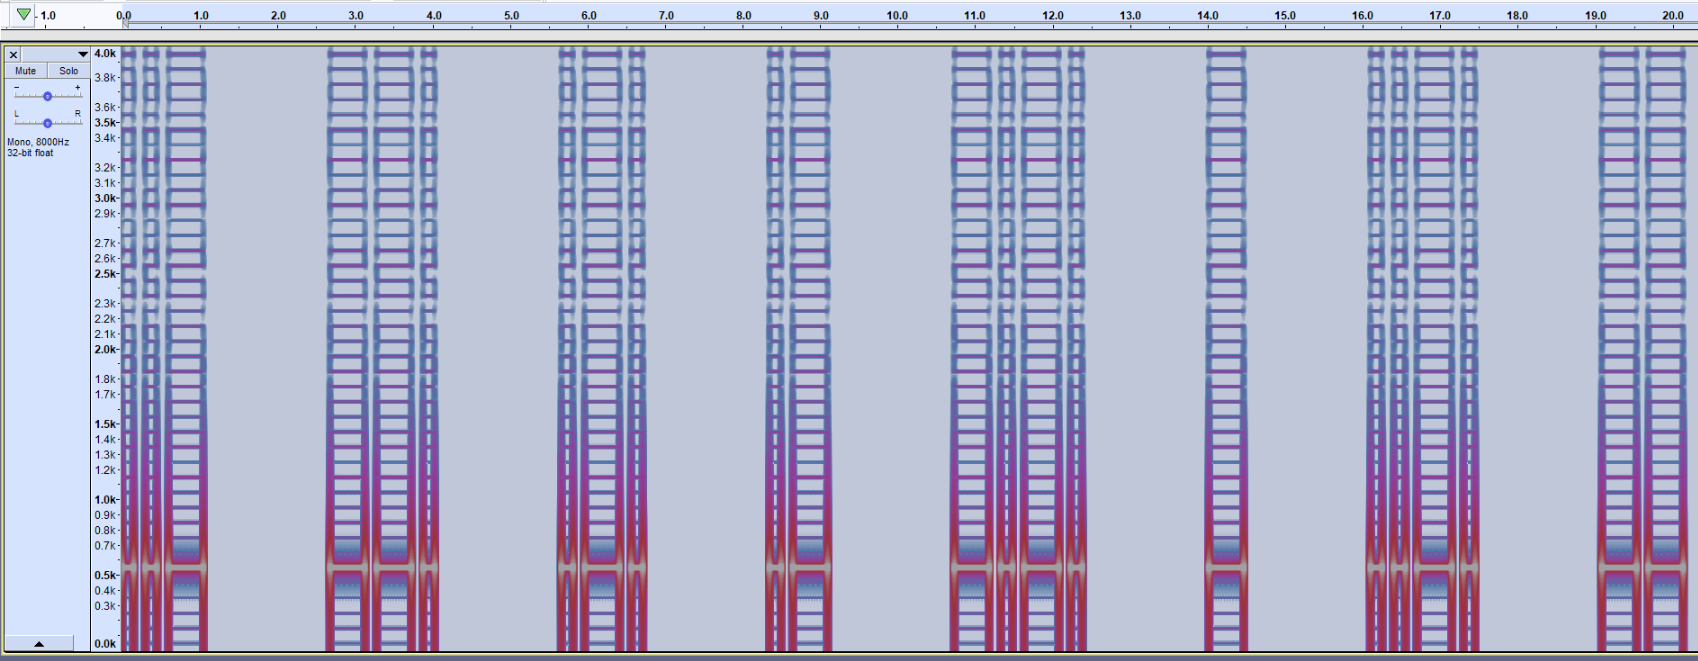 - 1.0 0.0 1.0 2.0 3.0 4.0 5.0 6.0 7.0 8.0 9.0 10.0 11.0 12.0 13.0 14.0 15.0 16.0 17.0 18.0 19.0 20.0
Mute Solo
- +
L R
Mono, 8000Hz
32-bit float
4.0k
3.8k
3.6k
3.5k
3.4k
3.2k
3.1k
3.0k
2.9k
2.7k
2.6k
2.5k
2.3k
2.2k
2.1k
2.0k
1.8k
1.7k
1.5k
1.4k
1.3k
1.2k
1.0k
0.9k
0.8k
0.7k
0.5k
0.4k
0.3k
0.0k